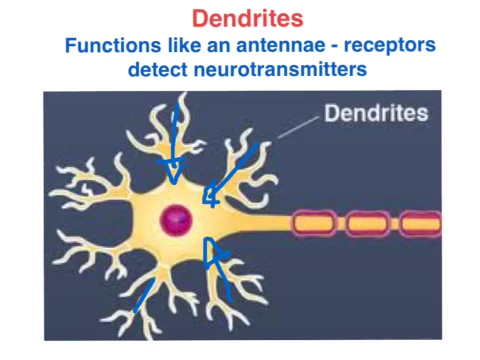 Dendrites
Functions like an antennae - receptors
detect neurotransmitters
Dendrites